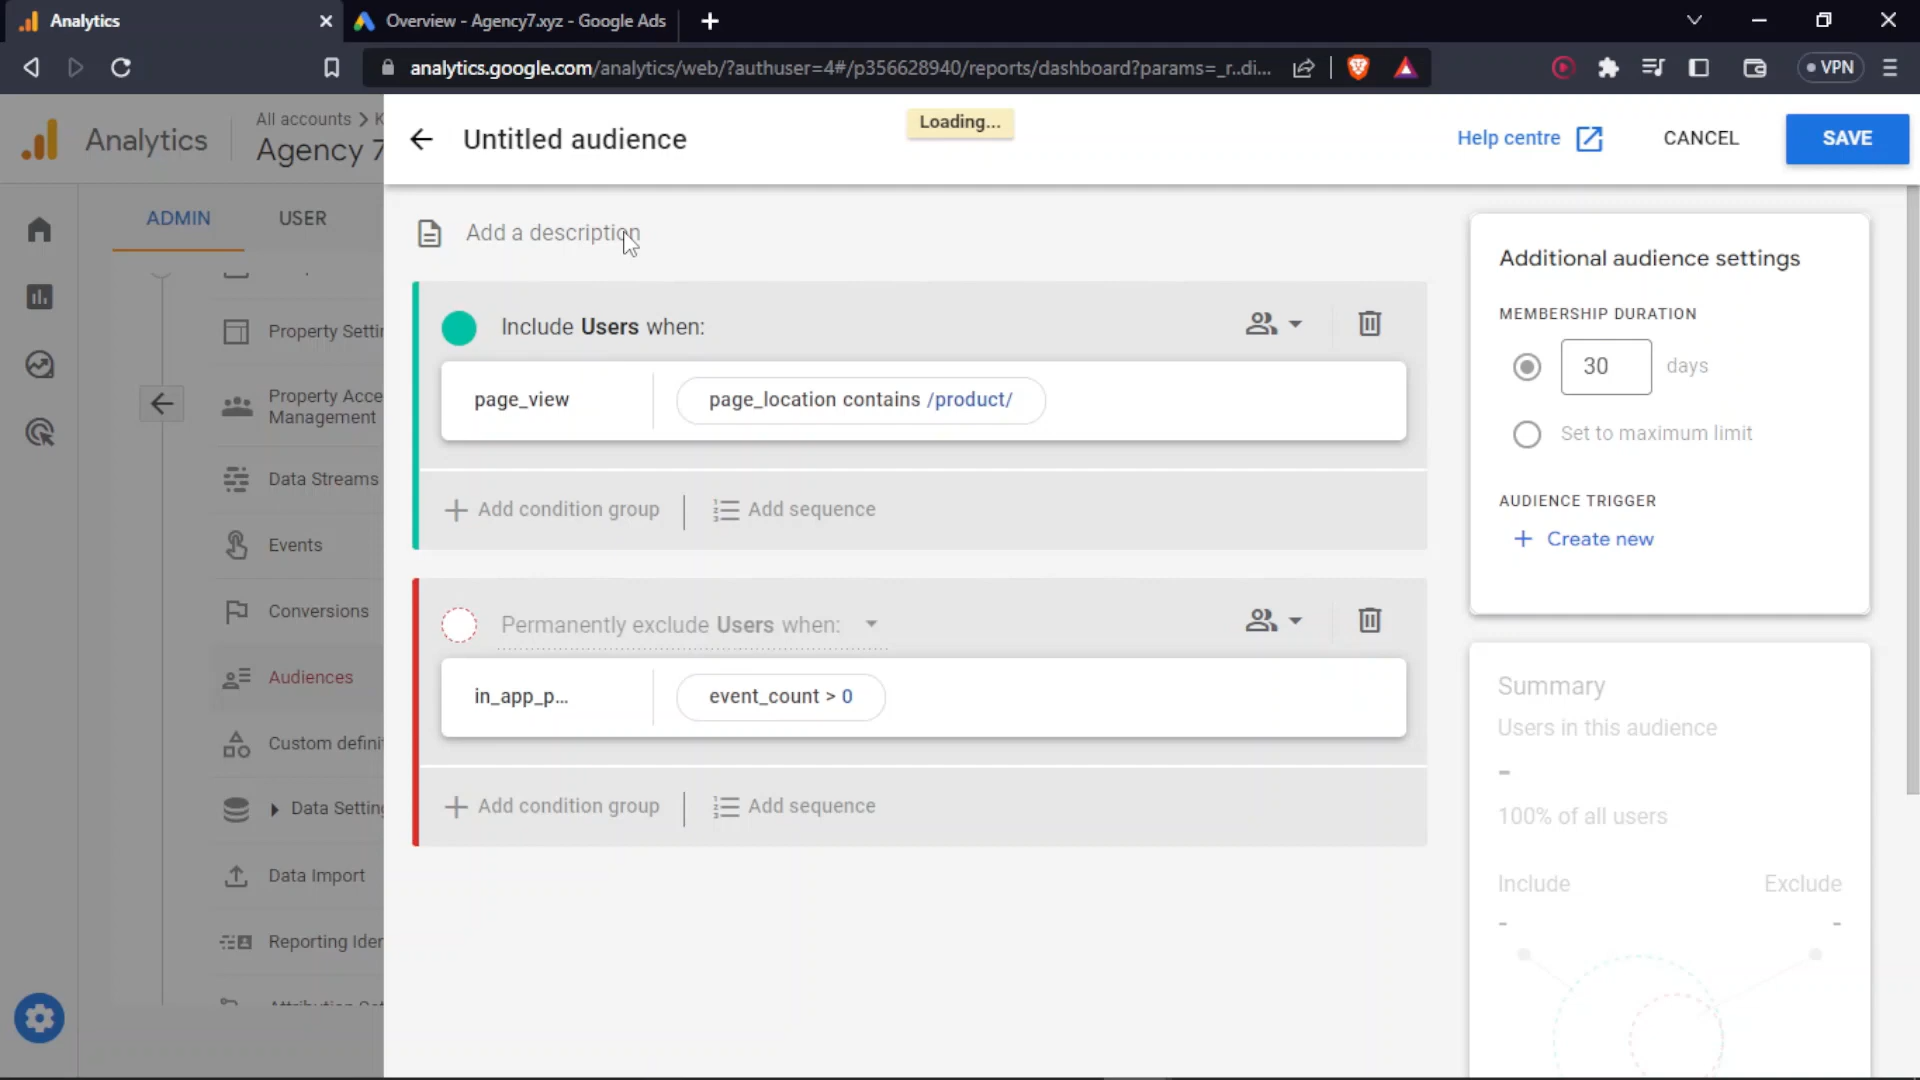 Analytics
Overview - Agency7.xyz - Google Ads
analytics.google.com/analytics/web/?authuser=4#/p356628940/reports/dashboard?params=_r..di...
VPN
Analytics
All accounts > K
Agency 7
Untitled audience
Loading...
Help centre
CANCEL
SAVE
ADMIN
USER
Property Settin
Property Acce
Management
Data Streams
Events
Conversions
Audiences
Custom definit
Data Setting
Data Import
Reporting Iden
Add a description
Include Users when:
page_view
page_location contains /product/
Add condition group
Add sequence
Permanently exclude Users when:
in_app_p...
event_count > 0
Add condition group
Add sequence
Additional audience settings
MEMBERSHIP DURATION
30 days
Set to maximum limit
AUDIENCE TRIGGER
+ Create new
Summary
Users in this audience
-
100% of all users
Include
Exclude
-
-